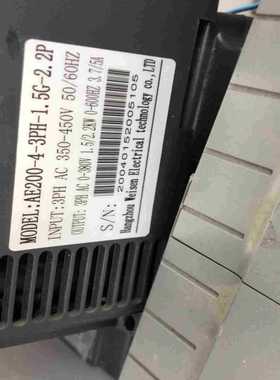 MODEL:AE200-4-3PH-1.5G-2.2P
INPUT:3PH AC 350-450V 50/60HZ
OUTPUT: 3PH AC 0-380V 1.5/2.2KW 0-600HZ 3.7/5A
S/N: 20040152005105
Hangzhou Weisen Electrical technology co., LTD